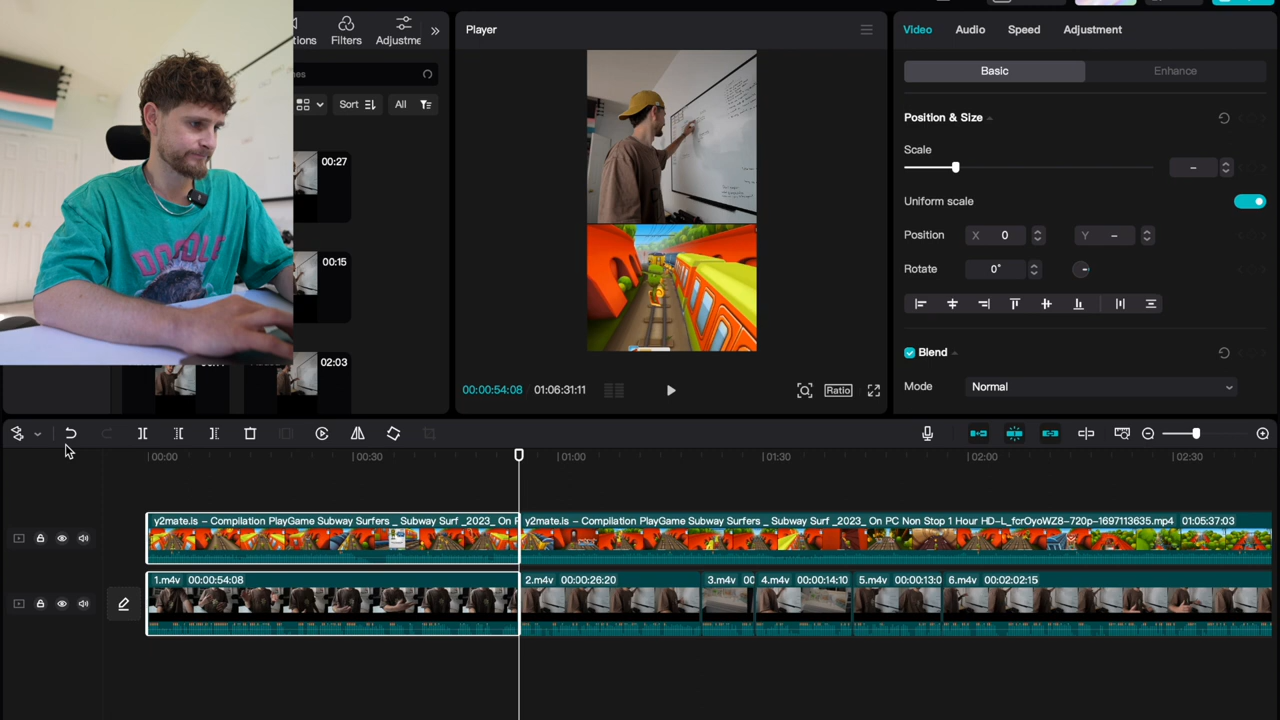 tions
Filters
Adjustme
Player
Video
Audio
Speed
Adjustment
nes
Sort
All
00:27
00:15
02:03
Basic
Enhance
Position & Size
Scale
–
Uniform scale
Position
X 0
Y –
Rotate
0°
Blend
Mode
Normal
00:00:54:08
01:06:31:11
Ratio
00:00
00:30
01:00
01:30
02:00
02:30
y2mate.is – Compilation PlayGame Subway Surfers _ Subway Surf _2023_ On P
y2mate.is – Compilation PlayGame Subway Surfers _ Subway Surf _2023_ On PC Non Stop 1 Hour HD-L_forOyoWZ8-720p-1697113635.mp4 01:05:37:03
1.m4v 00:00:54:08
2.m4v 00:00:26:20
3.m4v 00
4.m4v 00:00:14:10
5.m4v 00:00:13:0
6.m4v 00:02:02:15